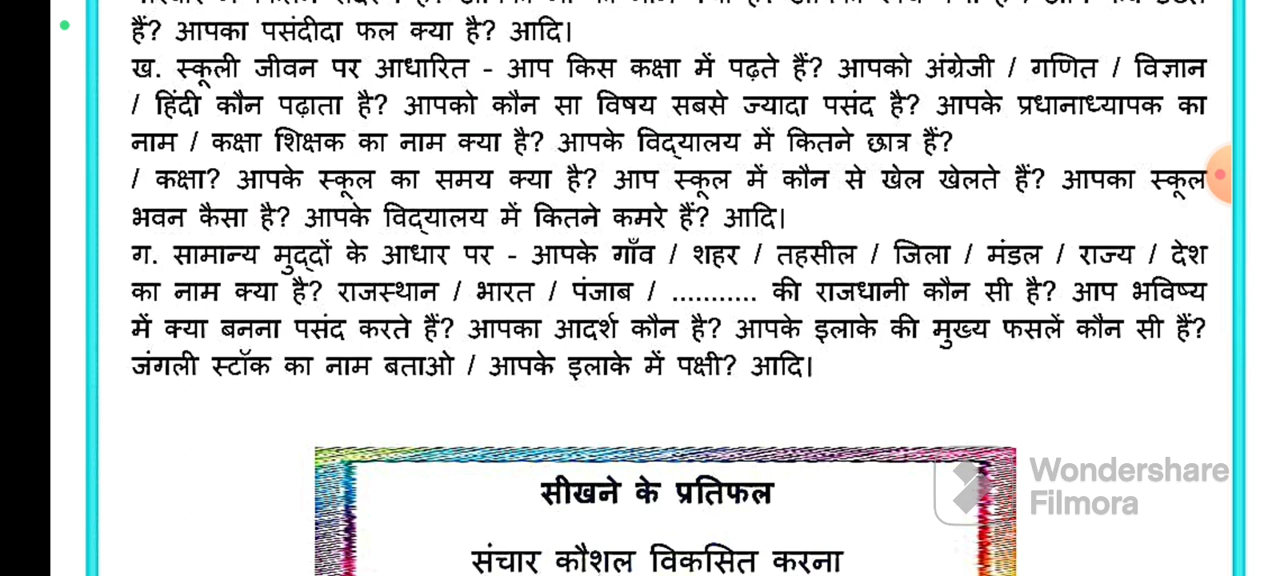 हैं? आपका पसंदीदा फल क्या है? आदि।
ख. स्कूली जीवन पर आधारित - आप किस कक्षा में पढ़ते हैं? आपको अंग्रेजी / गणित / विज्ञान
/ हिंदी कौन पढ़ाता है? आपको कौन सा विषय सबसे ज्यादा पसंद है? आपके प्रधानाध्यापक का
नाम / कक्षा शिक्षक का नाम क्या है? आपके विद्यालय में कितने छात्र हैं?
/ कक्षा? आपके स्कूल का समय क्या है? आप स्कूल में कौन से खेल खेलते हैं? आपका स्कूल
भवन कैसा है? आपके विद्यालय में कितने कमरे हैं? आदि।
ग. सामान्य मुद्दों के आधार पर - आपके गाँव / शहर / तहसील / जिला / मंडल / राज्य / देश
का नाम क्या है? राजस्थान / भारत / पंजाब / ........... की राजधानी कौन सी है? आप भविष्य
में क्या बनना पसंद करते हैं? आपका आदर्श कौन है? आपके इलाके की मुख्य फसलें कौन सी हैं?
जंगली स्टॉक का नाम बताओ / आपके इलाके में पक्षी? आदि।
सीखने के प्रतिफल
संचार कौशल विकसित करना
Wondershare
Filmora